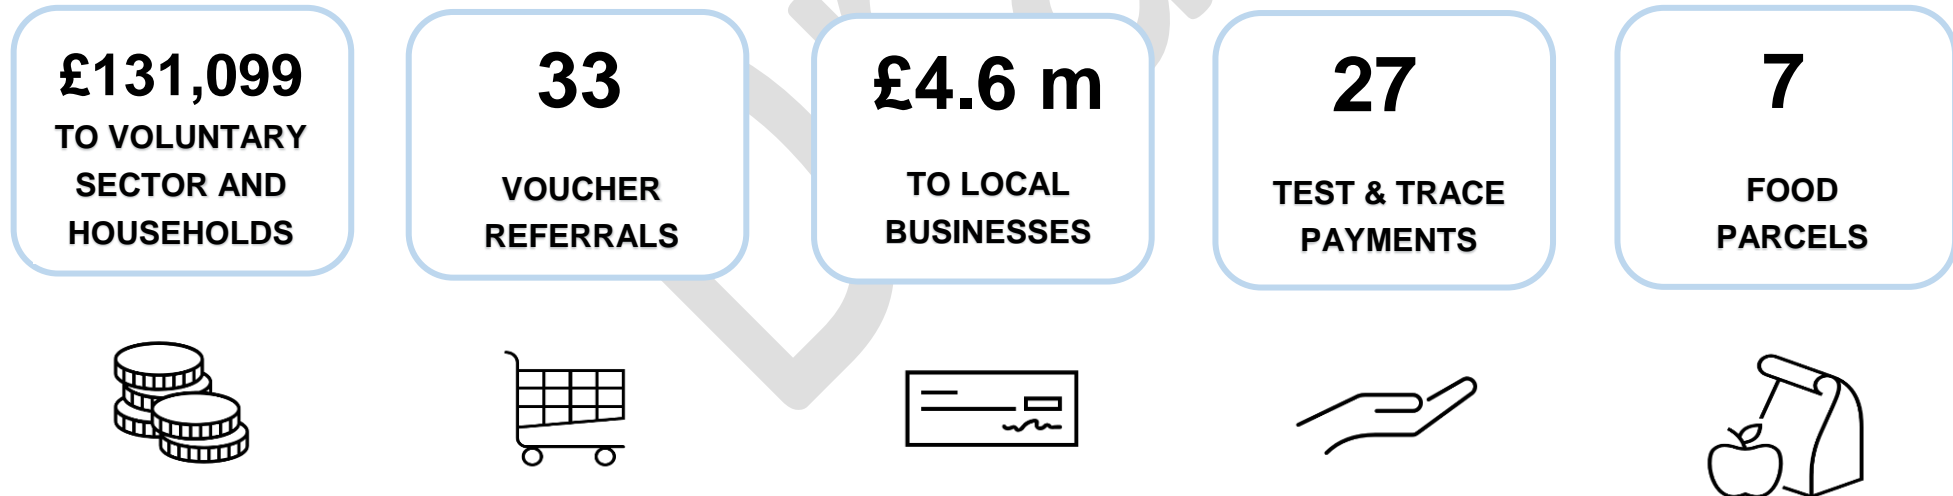 £131,099
TO VOLUNTARY
SECTOR AND
HOUSEHOLDS
33
VOUCHER
REFERRALS
£4.6 m
TO LOCAL
BUSINESSES
27
TEST & TRACE
PAYMENTS
7
FOOD
PARCELS